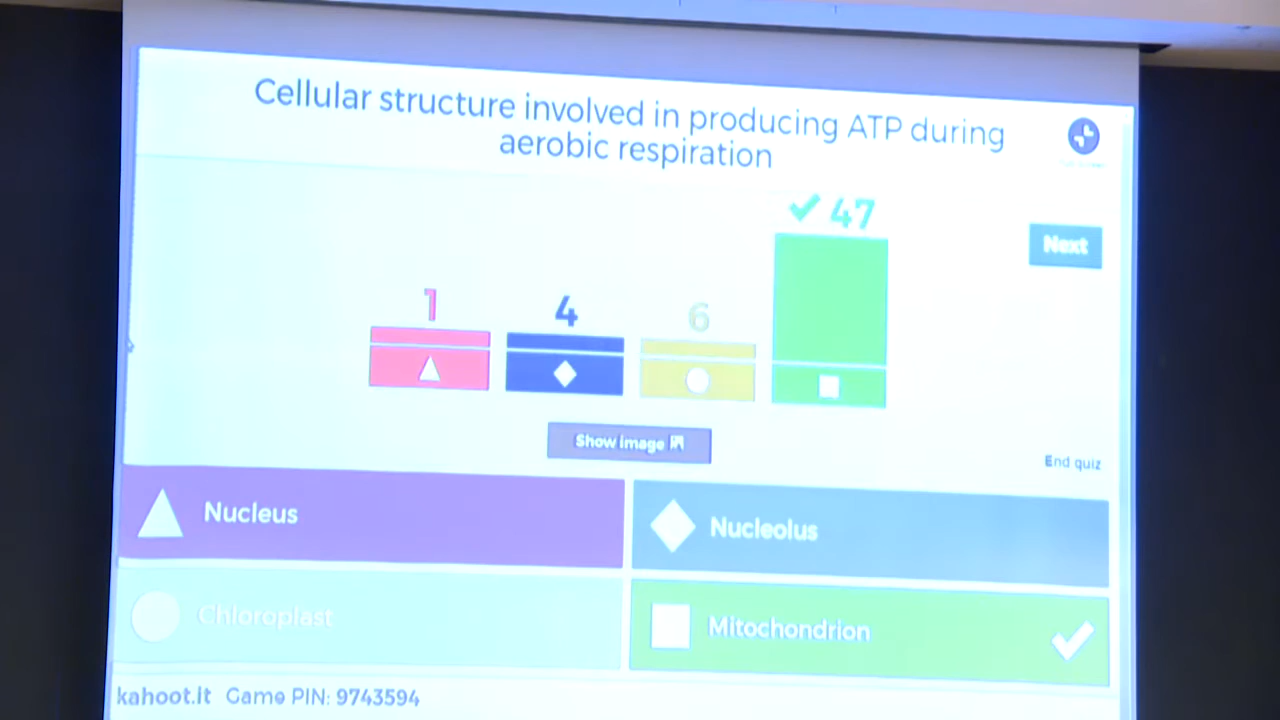 Cellular structure involved in producing ATP during
aerobic respiration
47
Next
1
4
6
Show image
End quiz
Nucleus
Nucleolus
Chloroplast
Mitochondrion
kahoot.it Game PIN: 9743594